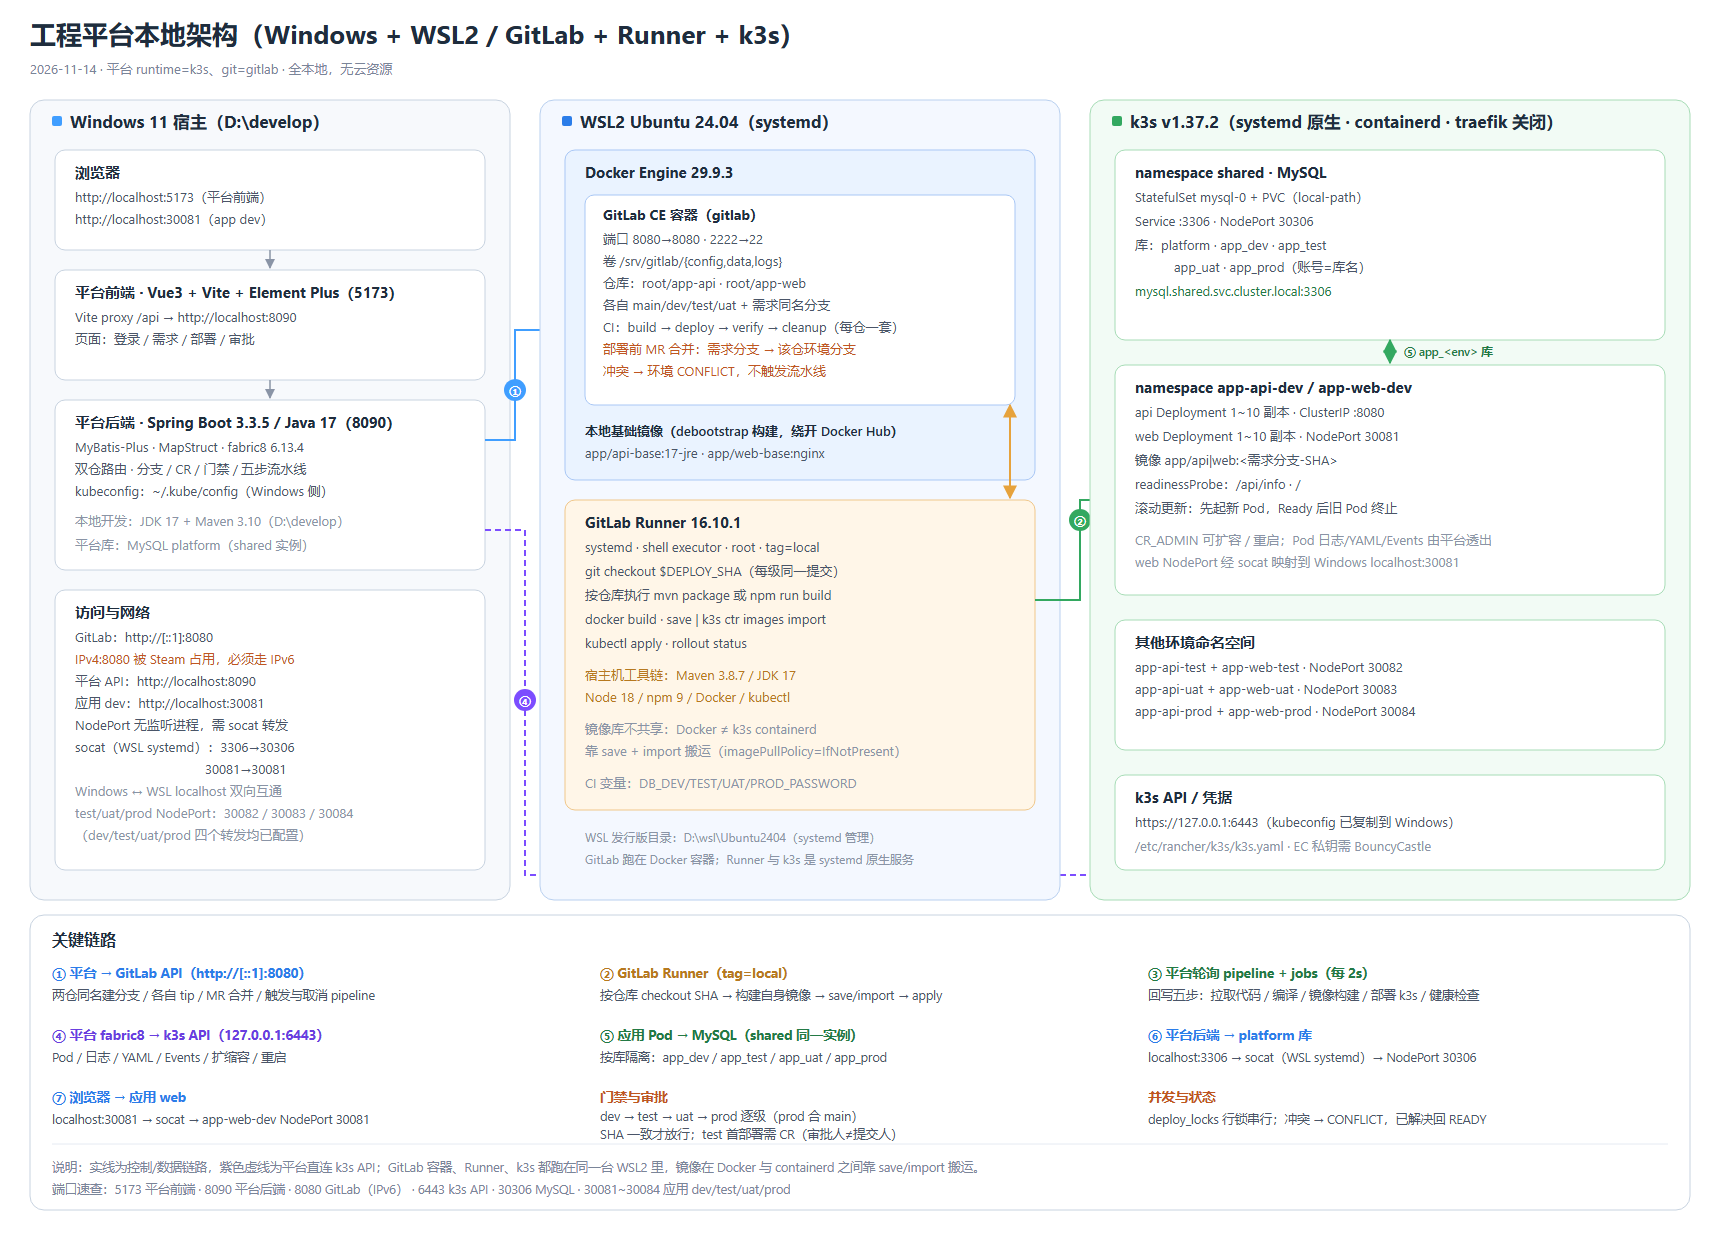 工程平台本地架构（Windows + WSL2 / GitLab + Runner + k3s）
2026-11-14 · 平台 runtime=k3s、git=gitlab · 全本地，无云资源
Windows 11 宿主（D:\develop）
浏览器
http://localhost:5173（平台前端）
http://localhost:30081（app dev）
平台前端 · Vue3 + Vite + Element Plus（5173）
Vite proxy /api → http://localhost:8090
页面：登录 / 需求 / 部署 / 审批
平台后端 · Spring Boot 3.3.5 / Java 17（8090）
MyBatis-Plus · MapStruct · fabric8 6.13.4
双仓路由 · 分支 / CR / 门禁 / 五步流水线
kubeconfig：~/.kube/config（Windows 侧）
本地开发：JDK 17 + Maven 3.10（D:\develop）
平台库：MySQL platform（shared 实例）
访问与网络
GitLab：http://[::1]:8080
IPv4:8080 被 Steam 占用，必须走 IPv6
平台 API：http://localhost:8090
应用 dev：http://localhost:30081
NodePort 无监听进程，需 socat 转发
socat（WSL systemd）：3306→30306
30081→30081
Windows ↔ WSL localhost 双向互通
test/uat/prod NodePort：30082 / 30083 / 30084
（dev/test/uat/prod 四个转发均已配置）
①
④
WSL2 Ubuntu 24.04（systemd）
Docker Engine 29.9.3
GitLab CE 容器（gitlab）
端口 8080→8080 · 2222→22
卷 /srv/gitlab/{config,data,logs}
仓库：root/app-api · root/app-web
各自 main/dev/test/uat + 需求同名分支
CI：build → deploy → verify → cleanup（每仓一套）
部署前 MR 合并：需求分支 → 该仓环境分支
冲突 → 环境 CONFLICT，不触发流水线
本地基础镜像（debootstrap 构建，绕开 Docker Hub）
app/api-base:17-jre · app/web-base:nginx
GitLab Runner 16.10.1
systemd · shell executor · root · tag=local
git checkout $DEPLOY_SHA（每级同一提交）
按仓库执行 mvn package 或 npm run build
docker build · save | k3s ctr images import
kubectl apply · rollout status
宿主机工具链：Maven 3.8.7 / JDK 17
Node 18 / npm 9 / Docker / kubectl
镜像库不共享：Docker ≠ k3s containerd
靠 save + import 搬运（imagePullPolicy=IfNotPresent）
CI 变量：DB_DEV/TEST/UAT/PROD_PASSWORD
WSL 发行版目录：D:\wsl\Ubuntu2404（systemd 管理）
GitLab 跑在 Docker 容器；Runner 与 k3s 是 systemd 原生服务
②
k3s v1.37.2（systemd 原生 · containerd · traefik 关闭）
namespace shared · MySQL
StatefulSet mysql-0 + PVC（local-path）
Service :3306 · NodePort 30306
库：platform · app_dev · app_test
app_uat · app_prod（账号=库名）
mysql.shared.svc.cluster.local:3306
⑤ app_<env> 库
namespace app-api-dev / app-web-dev
api Deployment 1~10 副本 · ClusterIP :8080
web Deployment 1~10 副本 · NodePort 30081
镜像 app/api|web:<需求分支-SHA>
readinessProbe：/api/info · /
滚动更新：先起新 Pod，Ready 后旧 Pod 终止
CR_ADMIN 可扩容 / 重启；Pod 日志/YAML/Events 由平台透出
web NodePort 经 socat 映射到 Windows localhost:30081
其他环境命名空间
app-api-test + app-web-test · NodePort 30082
app-api-uat + app-web-uat · NodePort 30083
app-api-prod + app-web-prod · NodePort 30084
k3s API / 凭据
https://127.0.0.1:6443（kubeconfig 已复制到 Windows）
/etc/rancher/k3s/k3s.yaml · EC 私钥需 BouncyCastle
关键链路
① 平台 → GitLab API（http://[::1]:8080）
两仓同名建分支 / 各自 tip / MR 合并 / 触发与取消 pipeline
② GitLab Runner（tag=local）
按仓库 checkout SHA → 构建自身镜像 → save/import → apply
③ 平台轮询 pipeline + jobs（每 2s）
回写五步：拉取代码 / 编译 / 镜像构建 / 部署 k3s / 健康检查
④ 平台 fabric8 → k3s API（127.0.0.1:6443）
Pod / 日志 / YAML / Events / 扩缩容 / 重启
⑤ 应用 Pod → MySQL（shared 同一实例）
按库隔离：app_dev / app_test / app_uat / app_prod
⑥ 平台后端 → platform 库
localhost:3306 → socat（WSL systemd）→ NodePort 30306
⑦ 浏览器 → 应用 web
localhost:30081 → socat → app-web-dev NodePort 30081
门禁与审批
dev → test → uat → prod 逐级（prod 合 main）
SHA 一致才放行；test 首部署需 CR（审批人≠提交人）
并发与状态
deploy_locks 行锁串行；冲突 → CONFLICT，已解决回 READY
说明：实线为控制/数据链路，紫色虚线为平台直连 k3s API；GitLab 容器、Runner、k3s 都跑在同一台 WSL2 里，镜像在 Docker 与 containerd 之间靠 save/import 搬运。
端口速查：5173 平台前端 · 8090 平台后端 · 8080 GitLab（IPv6） · 6443 k3s API · 30306 MySQL · 30081~30084 应用 dev/test/uat/prod